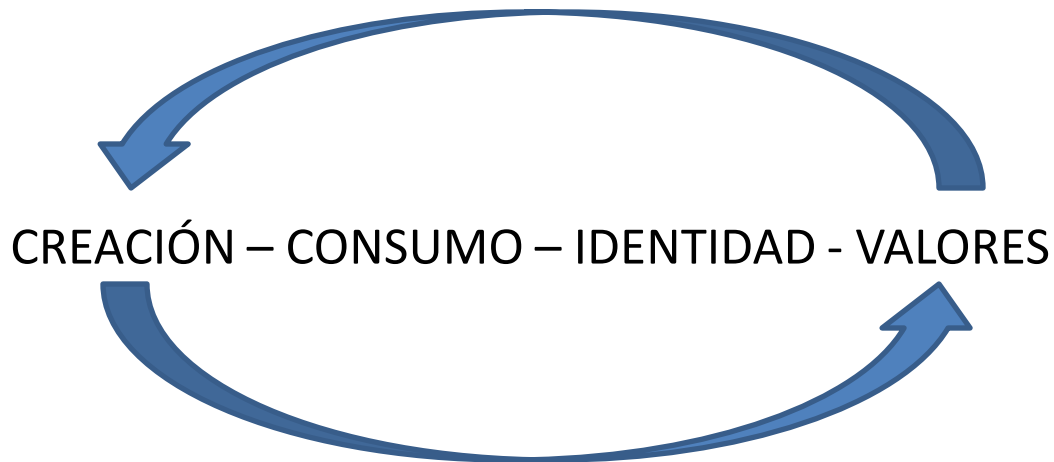 CREACIÓN – CONSUMO – IDENTIDAD - VALORES